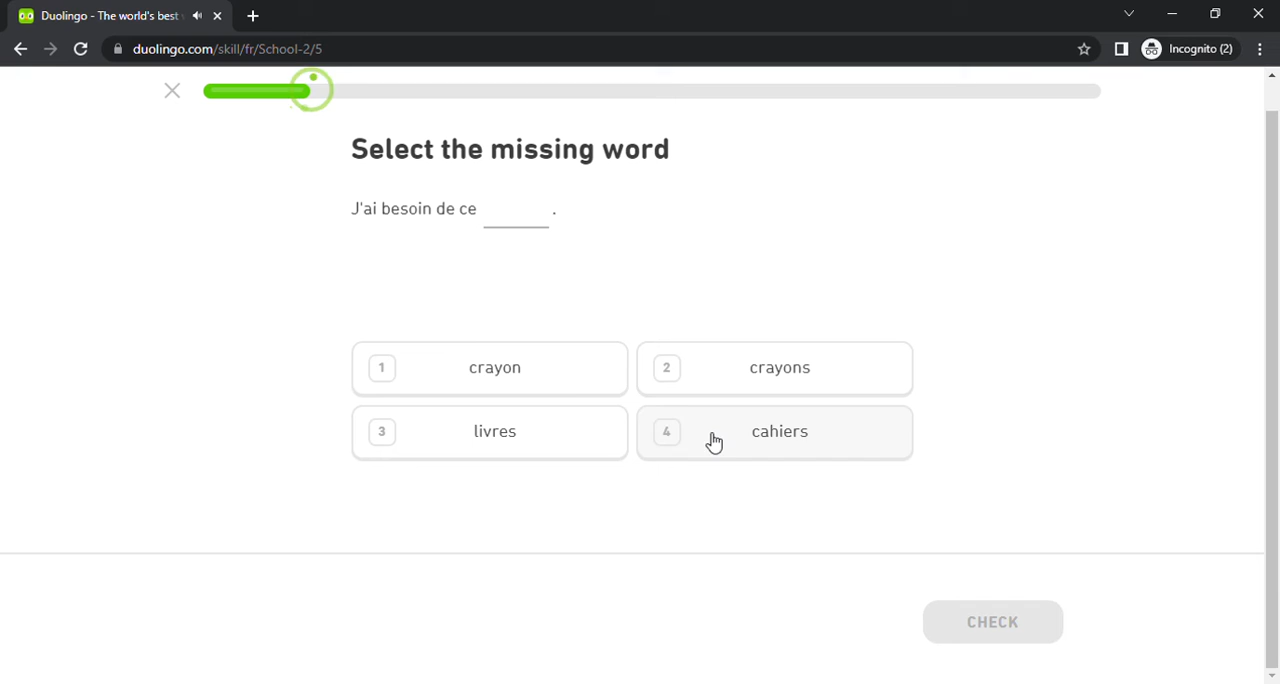 Duolingo - The world's best
duolingo.com/skill/fr/School-2/5
Incognito (2)
Select the missing word
J'ai besoin de ce ______ .
1 crayon
2 crayons
3 livres
4 cahiers
CHECK